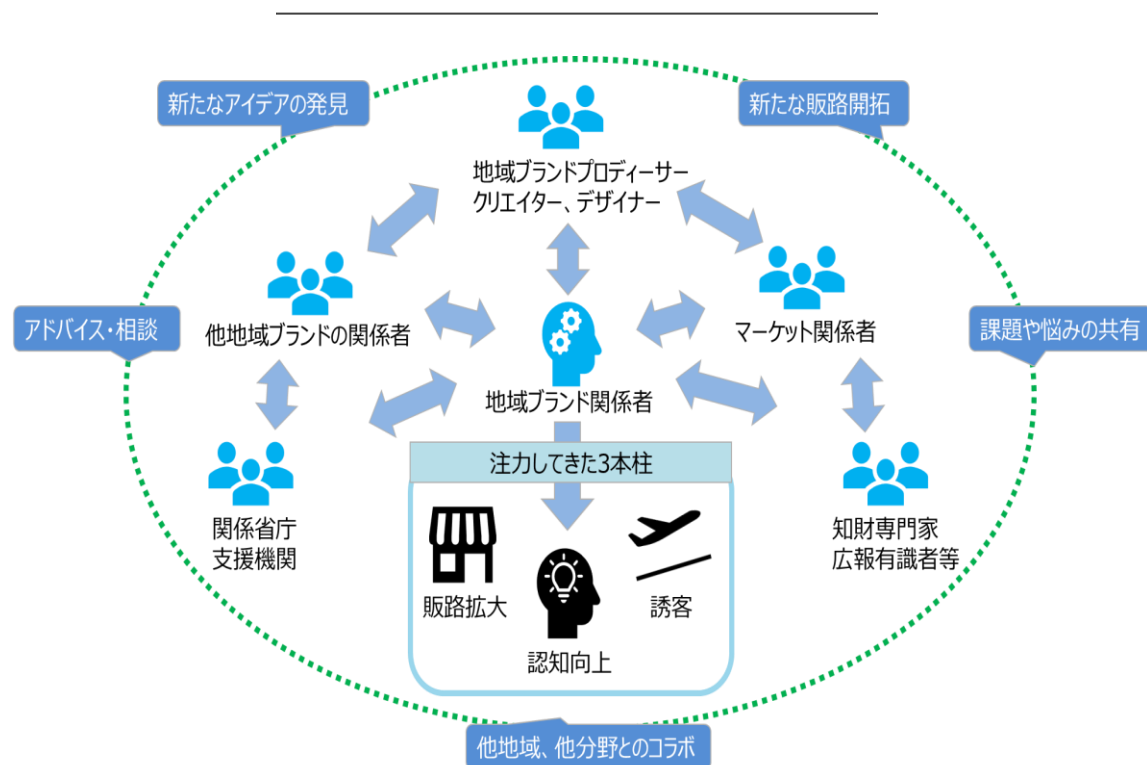 新たなアイデアの発見
新たな販路開拓
地域ブランドプロディーサー
クリエイター、デザイナー
アドバイス・相談
他地域ブランドの関係者
マーケット関係者
課題や悩みの共有
地域ブランド関係者
注力してきた3本柱
関係省庁
支援機関
知財専門家
広報有識者等
販路拡大
誘客
認知向上
他地域、他分野とのコラボ